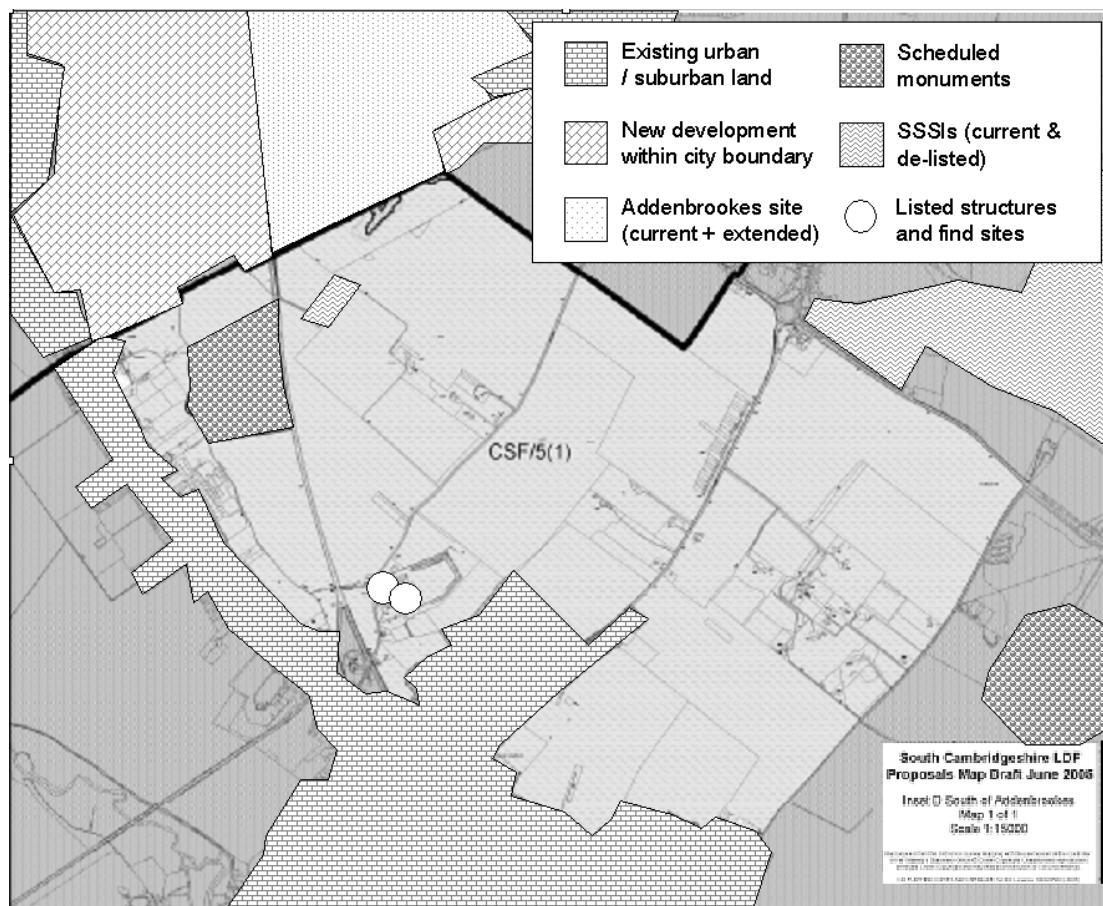 Existing urban
/ suburban land
Scheduled
monuments
New development
within city boundary
SSSIs (current &
de-listed)
Addenbrookes site
(current + extended)
Listed structures
and find sites
CSF/5(1)
South Cambridgeshire LDF
Proposals Map Draft June 2005
Inset D South of Addenbrookes
Map 1 of 1
Scale 1:15000